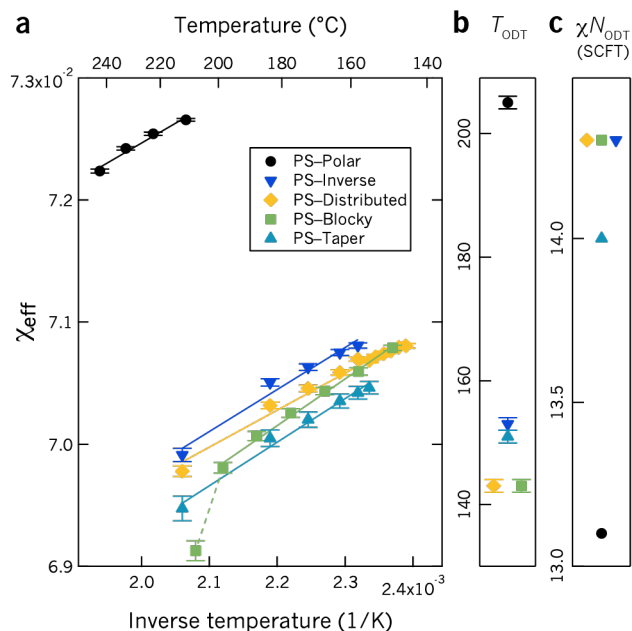 a
Temperature (°C)
b
T_ODT
c
χN_ODT
(SCFT)
240
220
200
180
160
140
7.3x10⁻²
7.2
7.1
7.0
6.9
χeff
PS–Polar
PS–Inverse
PS–Distributed
PS–Blocky
PS–Taper
2.0
2.1
2.2
2.3
2.4x10⁻³
Inverse temperature (1/K)
200
180
160
140
14.0
13.5
13.0